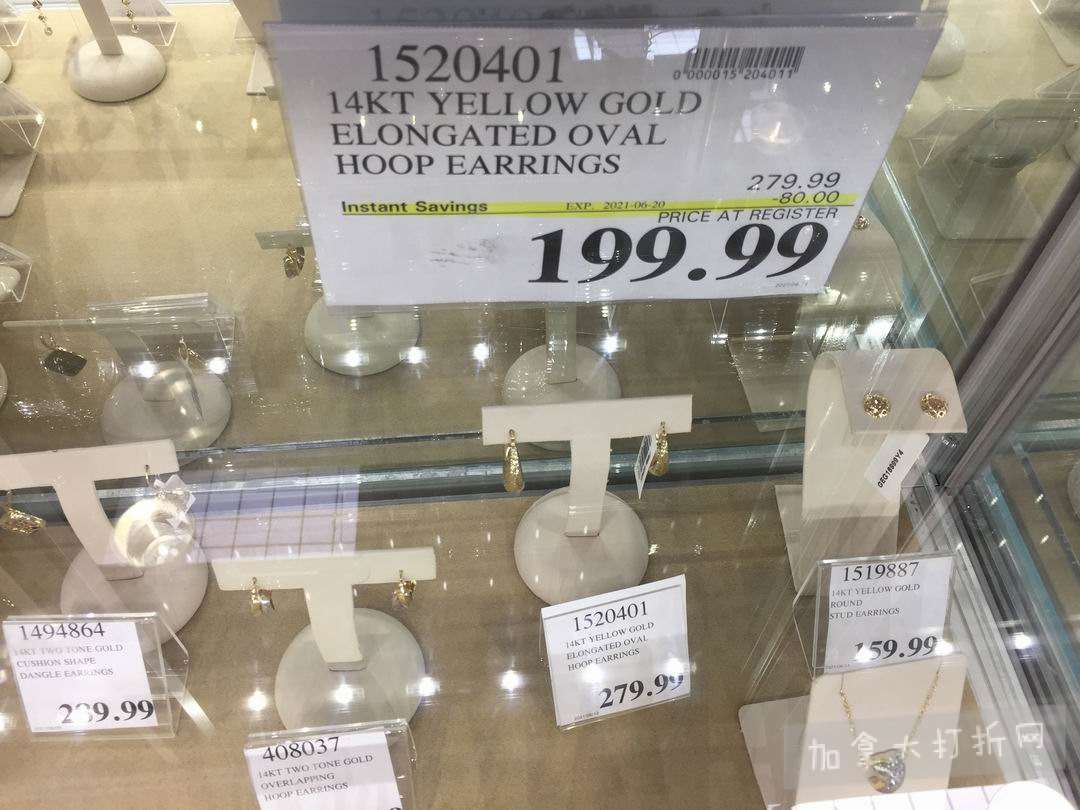 1520401
0 000015 204011
14KT YELLOW GOLD
ELONGATED OVAL
HOOP EARRINGS
279.99
Instant Savings EXP. 2021-06-20 -80.00
PRICE AT REGISTER
199.99
1494864
14KT TWO TONE GOLD
CUSHION SHAPE
DANGLE EARRINGS
408037
14KT TWO TONE GOLD
OVERLAPPING
HOOP EARRINGS
1520401
14KT YELLOW GOLD
ELONGATED OVAL
HOOP EARRINGS
279.99
1519887
14KT YELLOW GOLD
ROUND
STUD EARRINGS
159.99
加拿大打折网